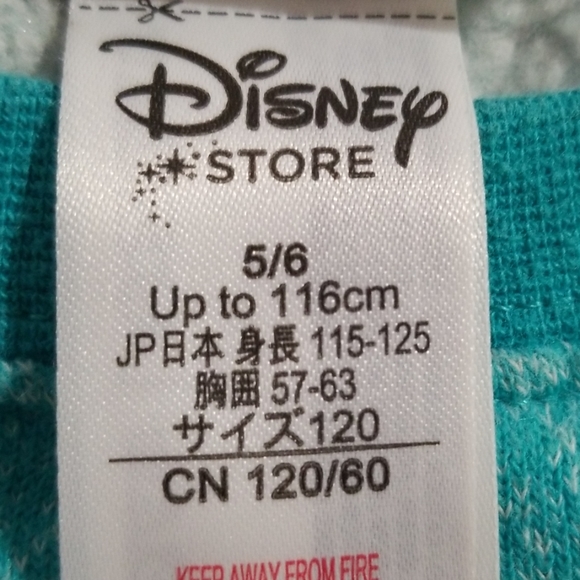 Disney
STORE
5/6
Up to 116cm
JP日本 身長 115-125
胸囲 57-63
サイズ120
CN 120/60
KEEP AWAY FROM FIRE